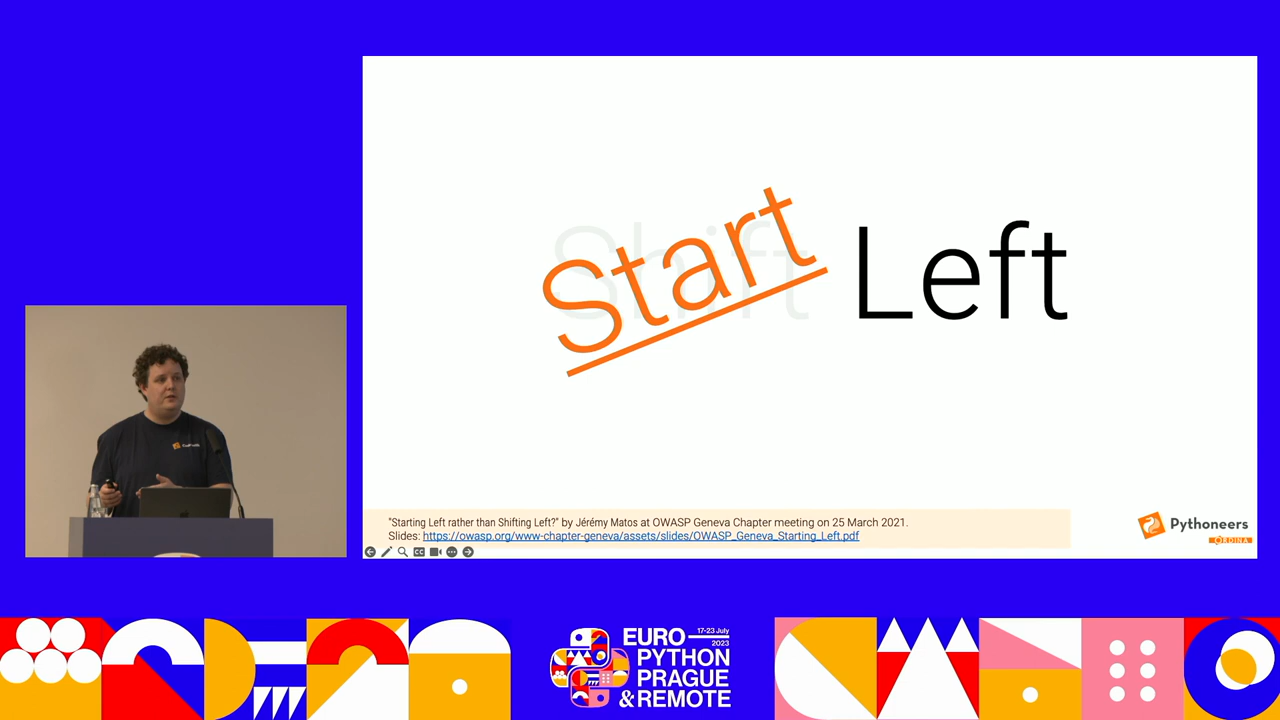 Shift
Start Left
"Starting Left rather than Shifting Left?" by Jérémy Matos at OWASP Geneva Chapter meeting on 25 March 2021.
Slides: https://owasp.org/www-chapter-geneva/assets/slides/OWASP_Geneva_Starting_Left.pdf
CC
Pythoneers
ORDINA
17-23 July
2023
EURO
PYTHON
PRAGUE
& REMOTE